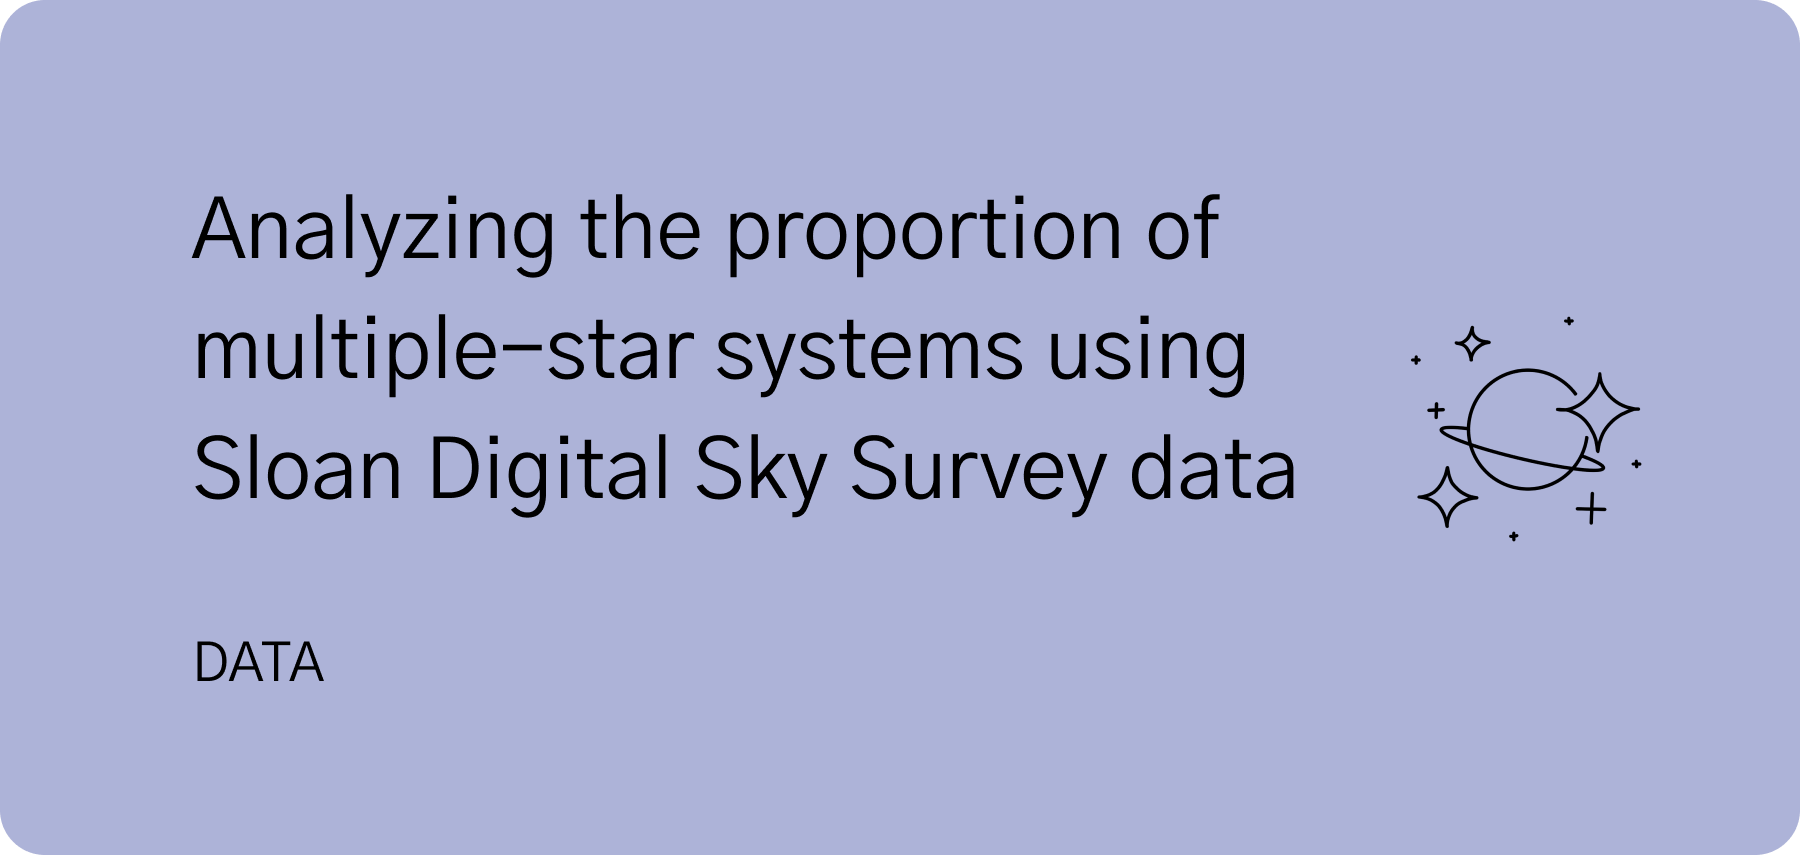 Analyzing the proportion of
multiple-star systems using
Sloan Digital Sky Survey data
DATA